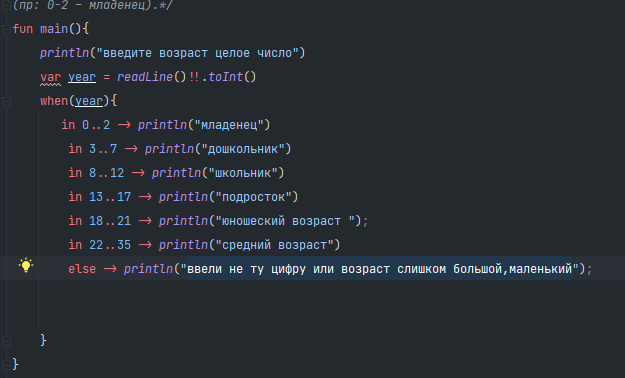 (пр: 0-2 - младенец).*/
fun main(){
println("введите возраст целое число")
var year = readLine()!!.toInt()
when(year){
in 0..2 -> println("младенец")
in 3..7 -> println("дошкольник")
in 8..12 -> println("школьник")
in 13..17 -> println("подросток")
in 18..21 -> println("юношеский возраст ");
in 22..35 -> println("средний возраст")
else -> println("ввели не ту цифру или возраст слишком большой,маленький");
}
}